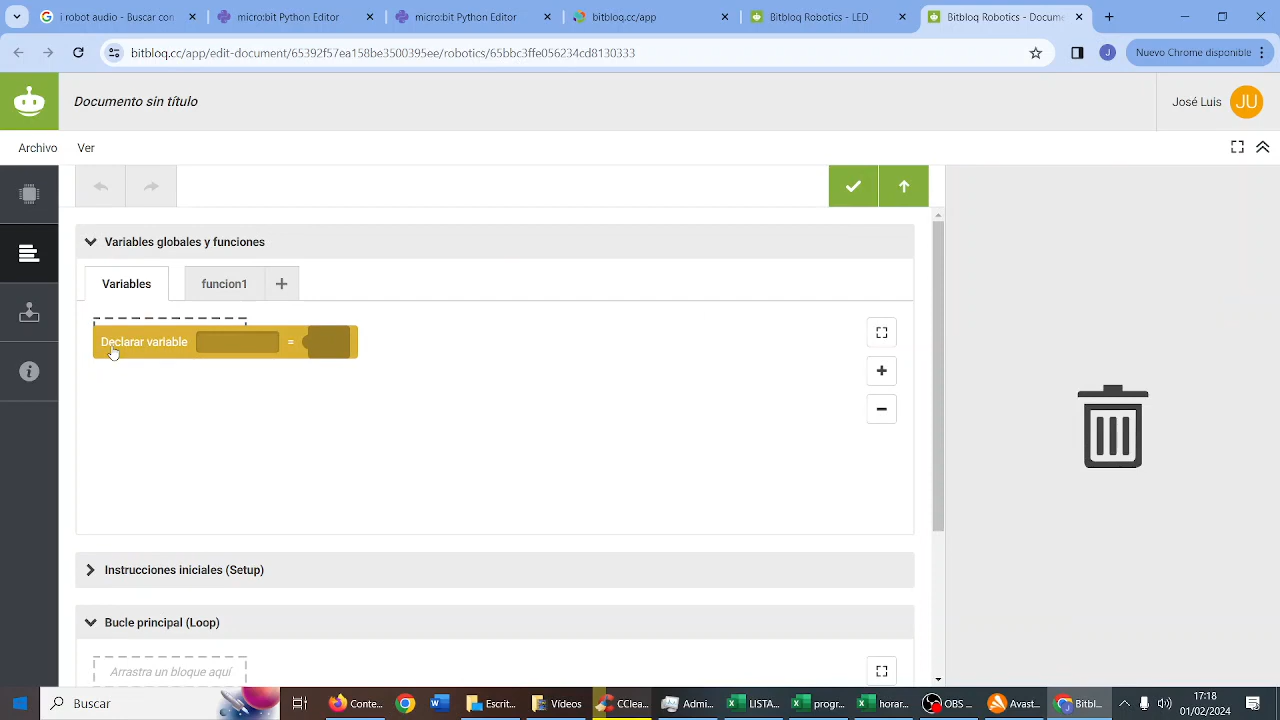 robot audio - Buscar con
micro:bit Python Editor
micro:bit Python Editor
bitbloq.cc/app
Bitbloq Robotics - LED
Bitbloq Robotics - Docume
bitbloq.cc/app/edit-document/65392f57ea158be3500395ee/robotics/65bbc3ffe056234cd8130333
J
Nuevo Chrome disponible
Documento sin título
José Luis
JU
Archivo
Ver
Variables globales y funciones
Variables
funcion1
Declarar variable
=
Instrucciones iniciales (Setup)
Bucle principal (Loop)
Arrastra un bloque aquí
Buscar
Cono...
Escrit...
Videos
CClea...
Admi...
LISTA...
progr...
horar...
OBS ...
Avast...
Bitbl...
17:18
01/02/2024